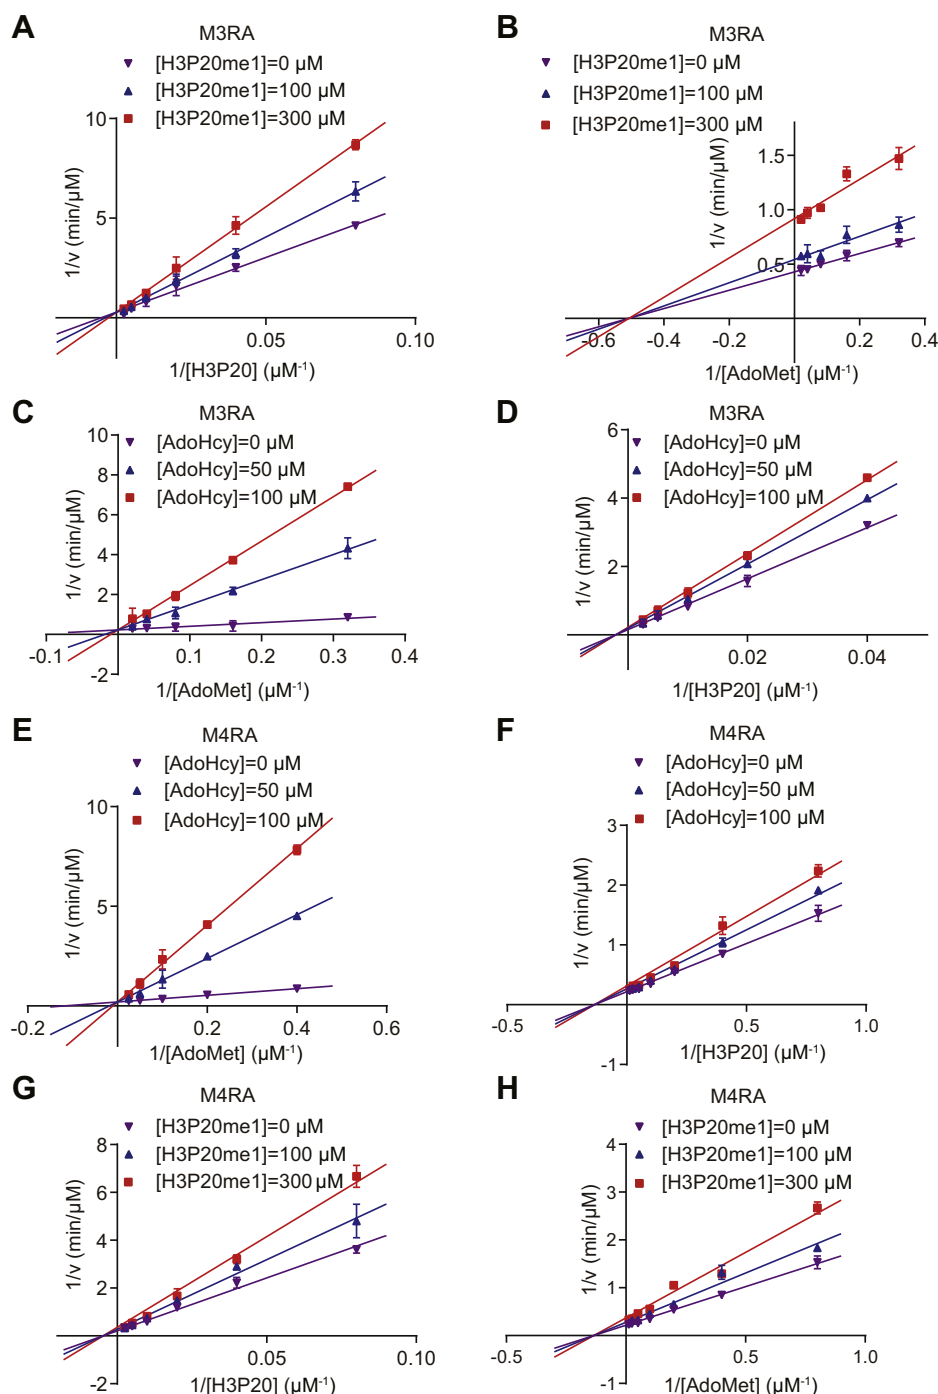 A
M3RA
[H3P20me1]=0 µM
[H3P20me1]=100 µM
[H3P20me1]=300 µM
10
5
1/v (min/µM)
0.05
0.10
1/[H3P20] (µM-1)
B
M3RA
[H3P20me1]=0 µM
[H3P20me1]=100 µM
[H3P20me1]=300 µM
1/v (min/µM)
1.5
1.0
0.5
-0.6
-0.4
-0.2
0.2
0.4
0.0
1/[AdoMet] (µM-1)
C
M3RA
[AdoHcy]=0 µM
[AdoHcy]=50 µM
[AdoHcy]=100 µM
10
8
6
4
2
-2
1/v (min/µM)
-0.1
0.1
0.2
0.3
0.4
1/[AdoMet] (µM-1)
D
M3RA
[AdoHcy]=0 µM
[AdoHcy]=50 µM
[AdoHcy]=100 µM
6
4
2
1/v (min/µM)
0.02
0.04
1/[H3P20] (µM-1)
E
M4RA
[AdoHcy]=0 µM
[AdoHcy]=50 µM
[AdoHcy]=100 µM
10
5
1/v (min/µM)
-0.2
0.2
0.4
0.6
1/[AdoMet] (µM-1)
F
M4RA
[AdoHcy]=0 µM
[AdoHcy]=50 µM
[AdoHcy]=100 µM
3
2
1
-1
1/v (min/µM)
-0.5
0.5
1.0
1/[H3P20] (µM-1)
G
M4RA
[H3P20me1]=0 µM
[H3P20me1]=100 µM
[H3P20me1]=300 µM
8
6
4
2
-2
1/v (min/µM)
0.05
0.10
1/[H3P20] (µM-1)
H
M4RA
[H3P20me1]=0 µM
[H3P20me1]=100 µM
[H3P20me1]=300 µM
4
3
2
1
-1
1/v (min/µM)
-0.5
0.5
1.0
1/[AdoMet] (µM-1)